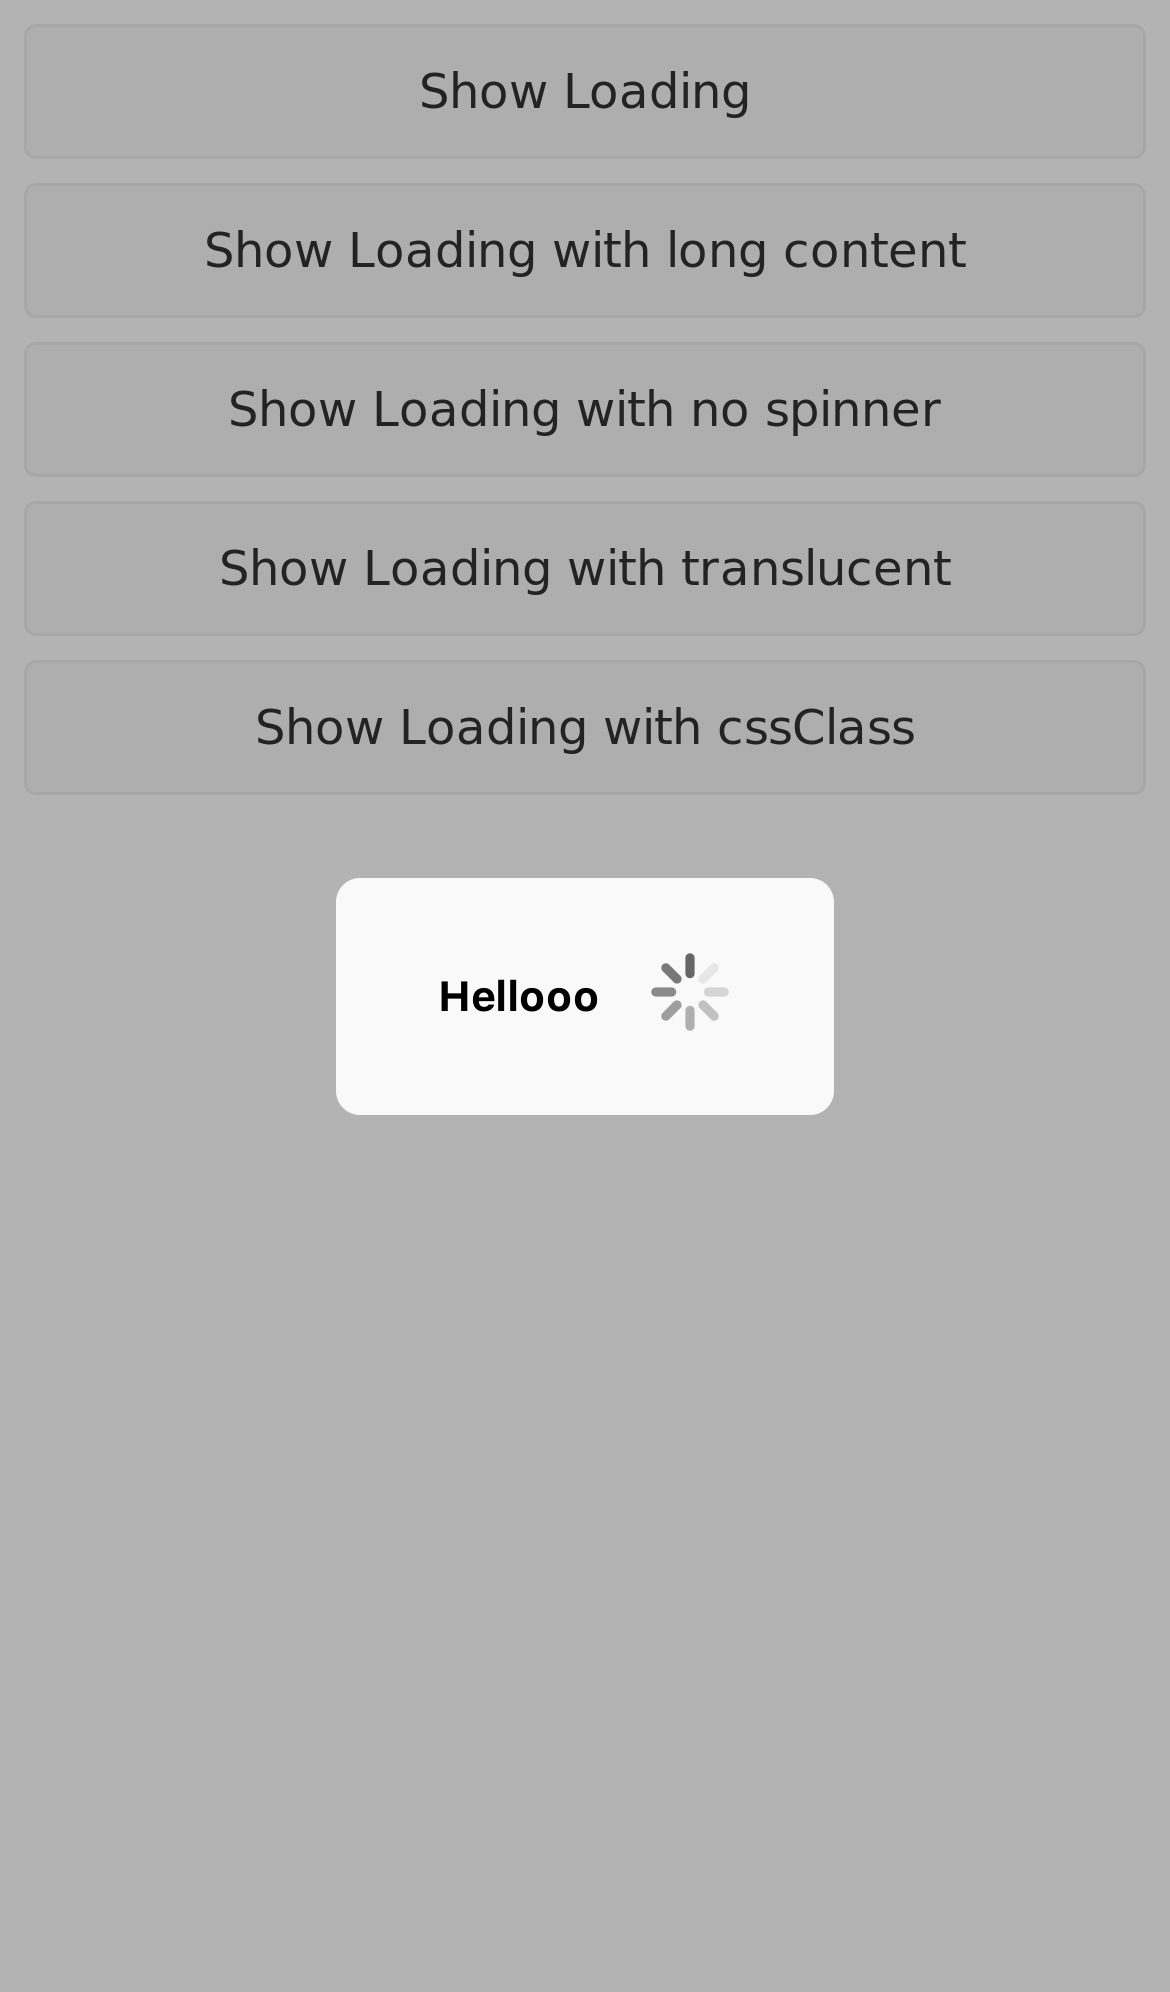 Show Loading
Show Loading with long content
Show Loading with no spinner
Show Loading with translucent
Show Loading with cssClass
Hellooo